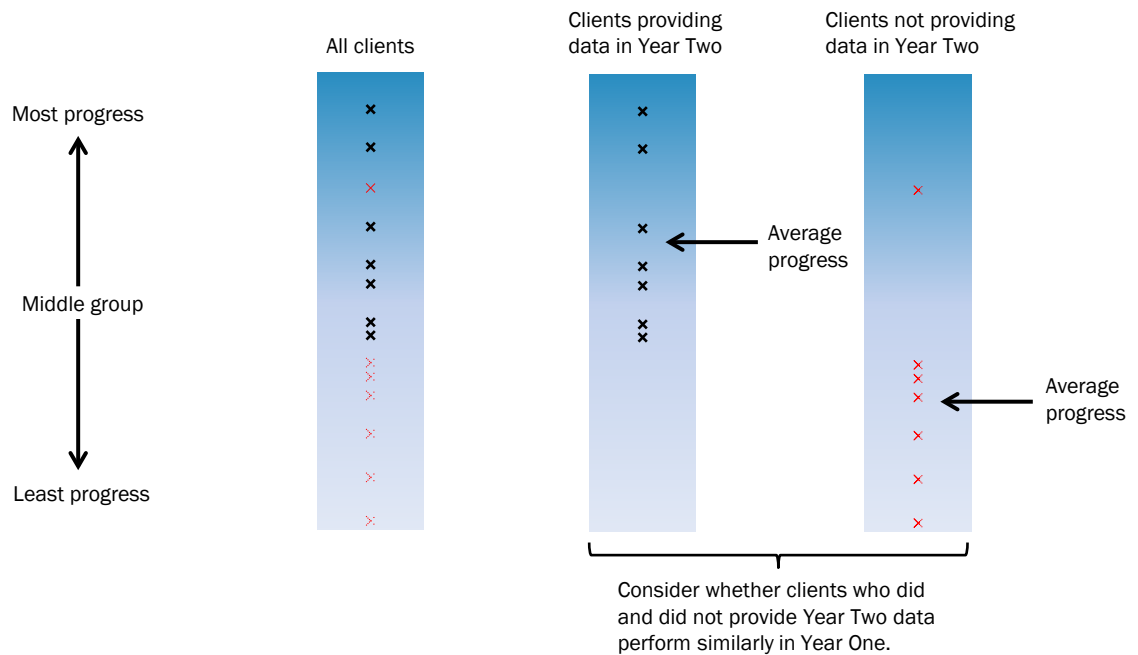 All clients
Clients providing
data in Year Two
Clients not providing
data in Year Two
Most progress
Middle group
Least progress
Average
progress
Average
progress
Consider whether clients who did
and did not provide Year Two data
perform similarly in Year One.